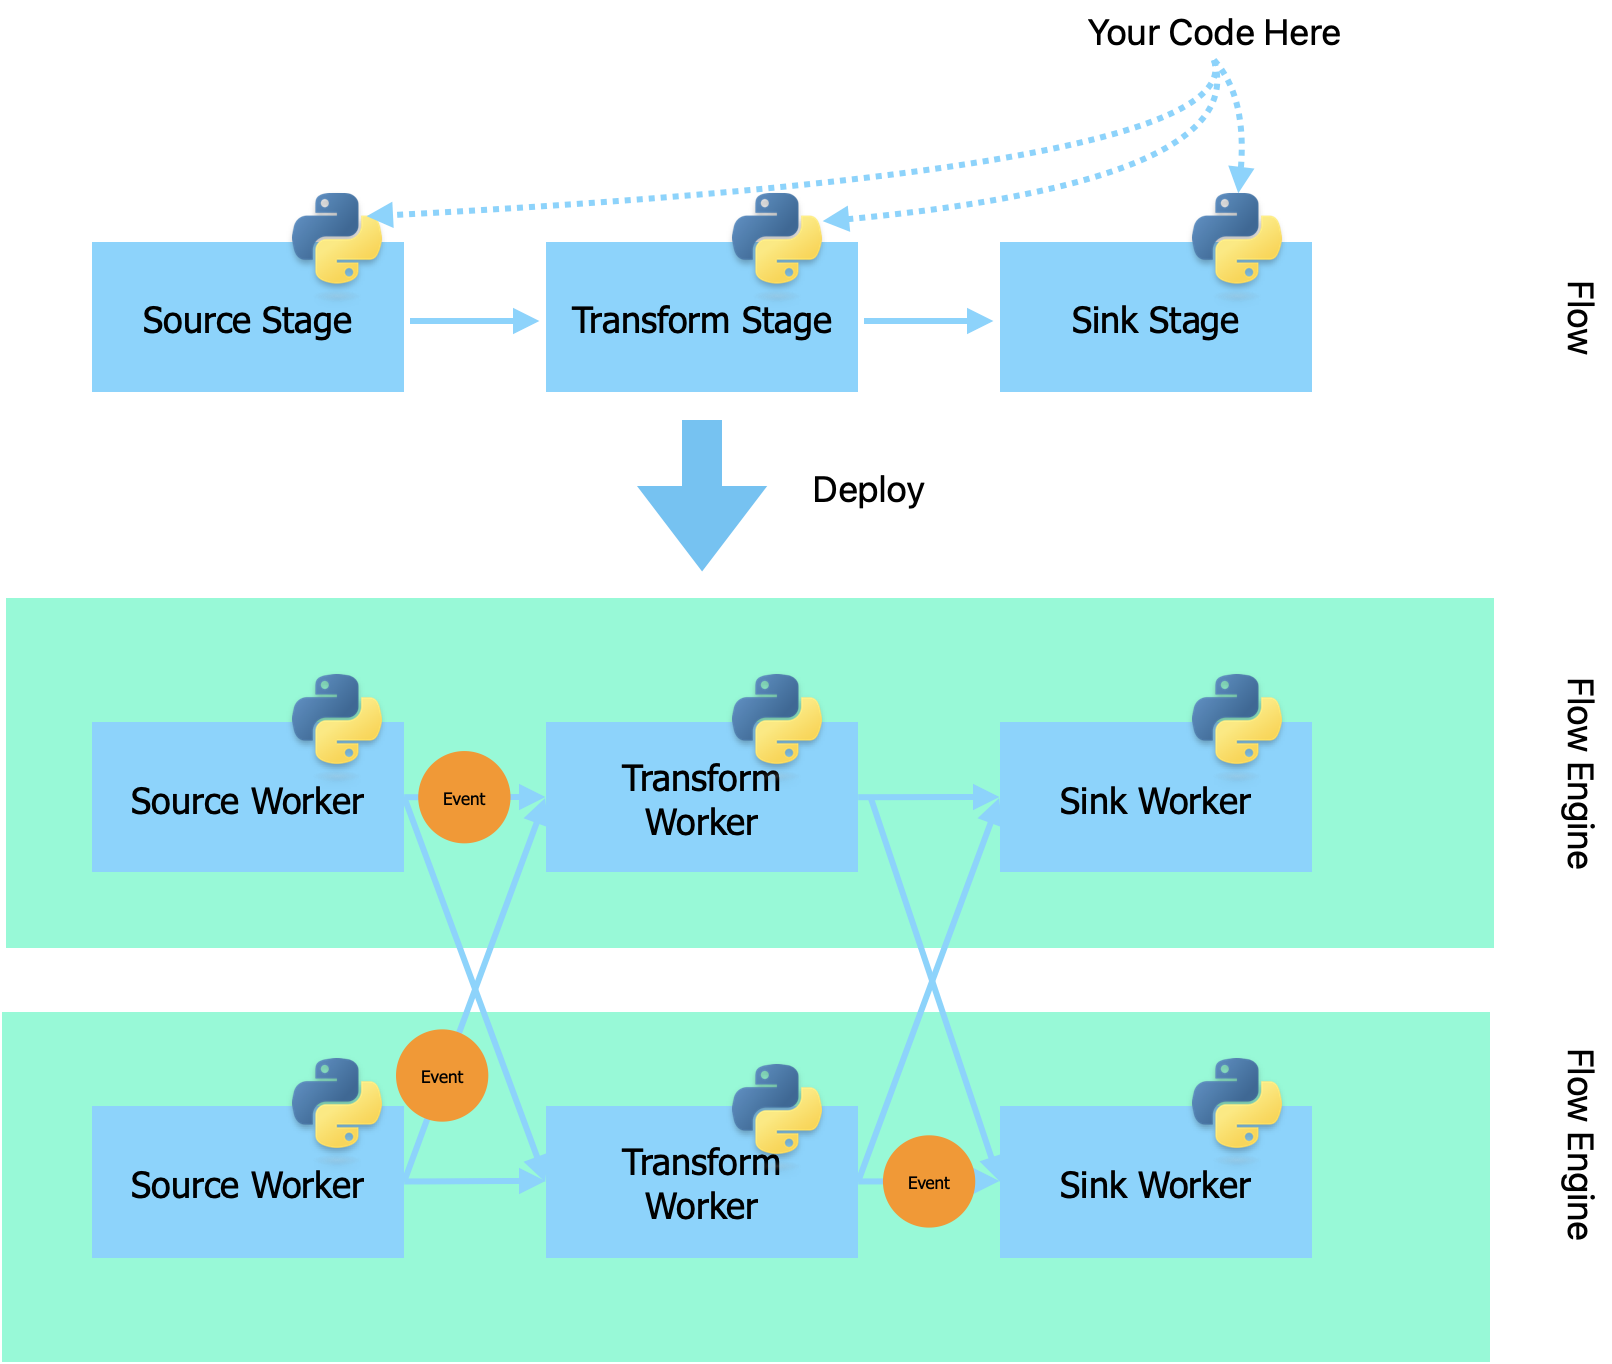 Your Code Here
Source Stage
Transform Stage
Sink Stage
Flow
Deploy
Source Worker
Event
Transform
Worker
Sink Worker
Flow Engine
Event
Source Worker
Transform
Worker
Event
Sink Worker
Flow Engine